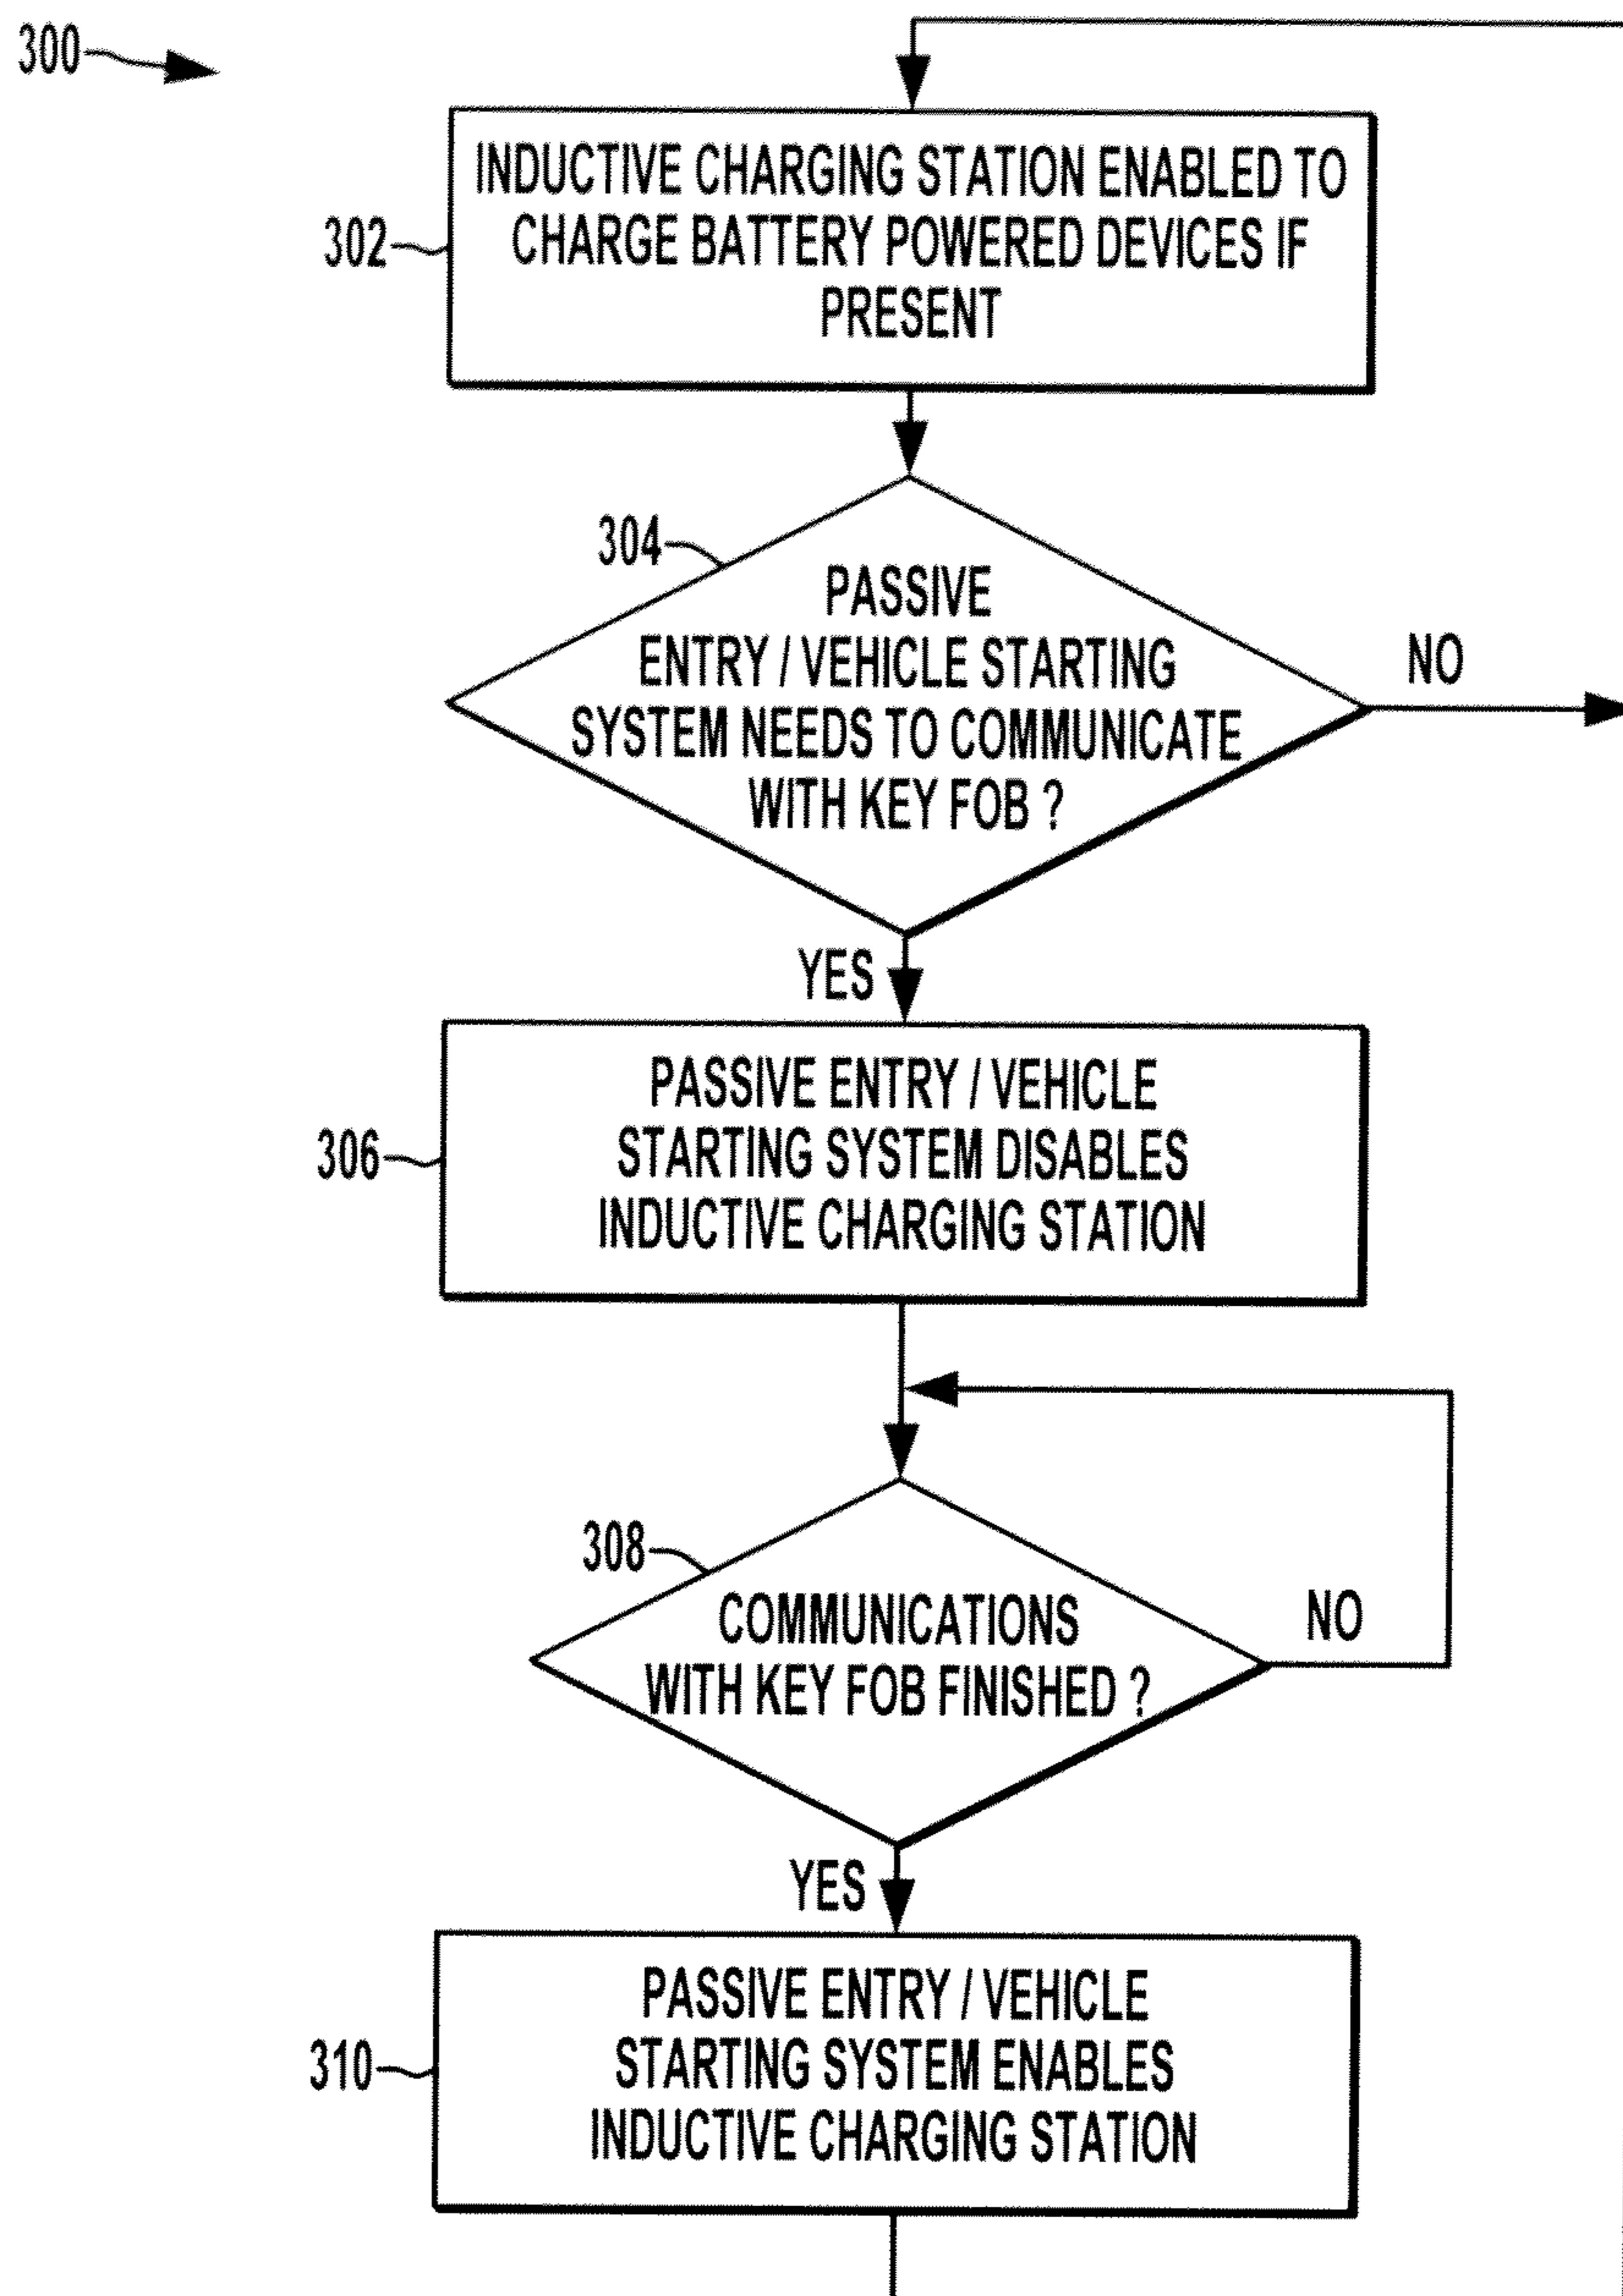 300
INDUCTIVE CHARGING STATION ENABLED TO
CHARGE BATTERY POWERED DEVICES IF
PRESENT
302
304
PASSIVE
ENTRY / VEHICLE STARTING
SYSTEM NEEDS TO COMMUNICATE
WITH KEY FOB ?
NO
YES
PASSIVE ENTRY / VEHICLE
STARTING SYSTEM DISABLES
INDUCTIVE CHARGING STATION
306
308
COMMUNICATIONS
WITH KEY FOB FINISHED ?
NO
YES
PASSIVE ENTRY / VEHICLE
STARTING SYSTEM ENABLES
INDUCTIVE CHARGING STATION
310